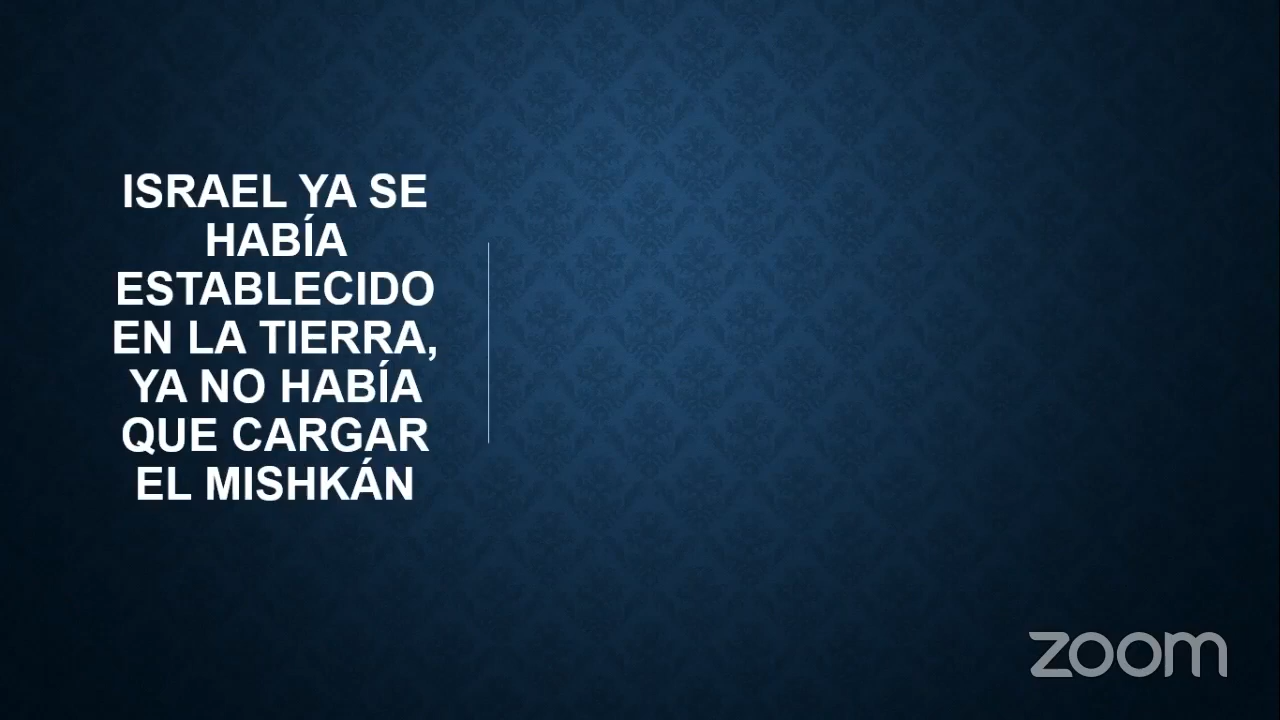 ISRAEL YA SE
HABÍA
ESTABLECIDO
EN LA TIERRA,
YA NO HABÍA
QUE CARGAR
EL MISHKÁN
zoom